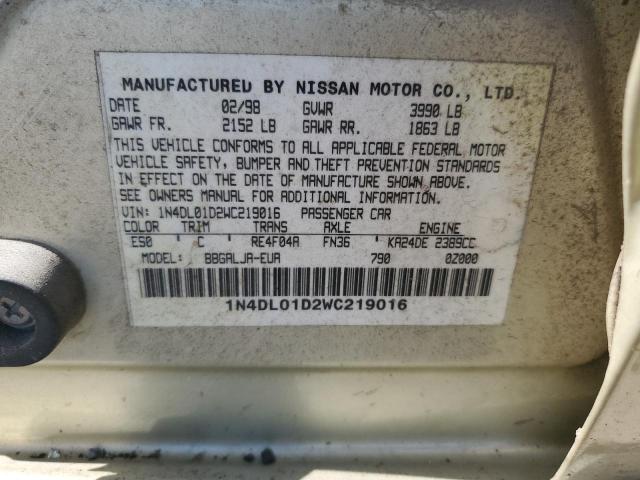 MANUFACTURED BY NISSAN MOTOR CO., LTD.
DATE 02/98 GVWR 3990 LB
GAWR FR. 2152 LB GAWR RR. 1863 LB
THIS VEHICLE CONFORMS TO ALL APPLICABLE FEDERAL MOTOR
VEHICLE SAFETY, BUMPER AND THEFT PREVENTION STANDARDS
IN EFFECT ON THE DATE OF MANUFACTURE SHOWN ABOVE.
SEE OWNERS MANUAL FOR ADDITIONAL INFORMATION.
VIN: 1N4DL01D2WC219016 PASSENGER CAR
COLOR TRIM TRANS AXLE ENGINE
ES0 C RE4F04A FN36 KA24DE 2389CC
MODEL: BBGALJA-EUA 790 0Z000
1N4DL01D2WC219016